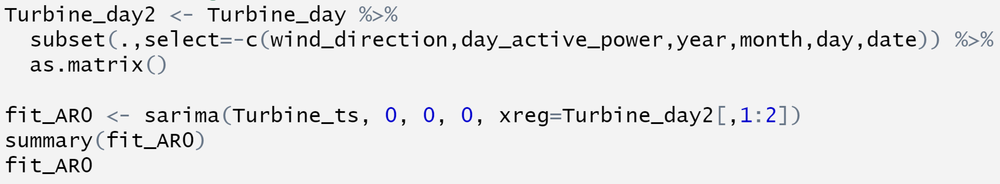 Turbine_day2 <- Turbine_day %>%
  subset(.,select=-c(wind_direction,day_active_power,year,month,day,date)) %>%
  as.matrix()

fit_AR0 <- sarima(Turbine_ts, 0, 0, 0, xreg=Turbine_day2[,1:2])
summary(fit_AR0)
fit_AR0